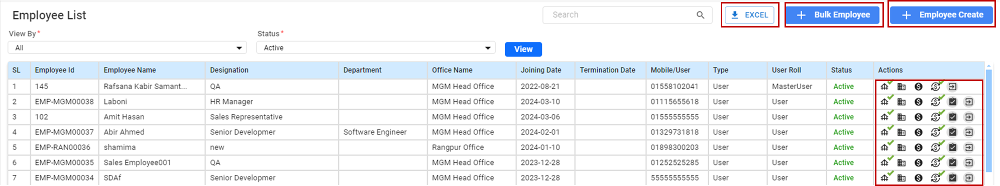 Employee List Search EXCEL Bulk Employee Employee Create
View By* Status*
All Active View
SL Employee Id Employee Name Designation Department Office Name Joining Date Termination Date Mobile/User Type User Roll Status Actions
1 145 Rafsana Kabir Samant... QA MGM Head Office 2022-08-21 01558102041 User MasterUser Active
2 EMP-MGM00038 Laboni HR Manager MGM Head Office 2024-03-10 01115655618 User User Active
3 102 Amit Hasan Sales Representative MGM Head Office 2024-03-06 01555555555 User User Active
4 EMP-MGM00037 Abir Ahmed Senior Developmer Software Engineer MGM Head Office 2024-02-01 01329731818 User User Active
5 EMP-RAN00036 shamima new Rangpur Office 2024-01-10 01898300203 User User Active
6 EMP-MGM00035 Sales Employee001 QA MGM Head Office 2023-12-28 01252525285 User User Active
7 EMP-MGM00034 SDAf Senior Developmer MGM Head Office 2023-12-28 55555555555 User User Active